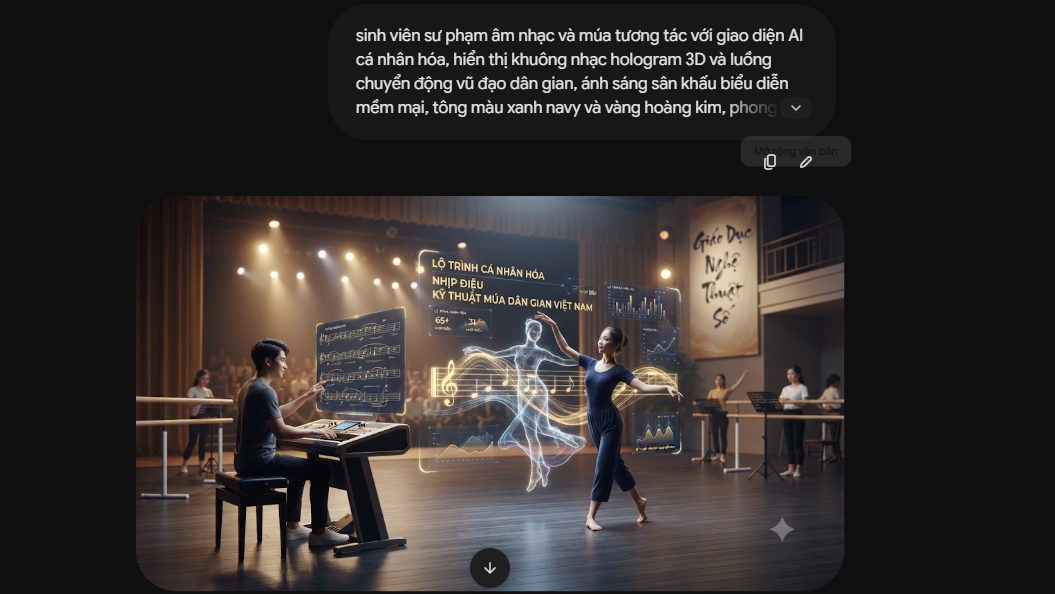 sinh viên sư phạm âm nhạc và múa tương tác với giao diện AI
cá nhân hóa, hiển thị khuông nhạc hologram 3D và luồng
chuyển động vũ đạo dân gian, ánh sáng sân khấu biểu diễn
mềm mại, tông màu xanh navy và vàng hoàng kim, phong
Mở rộng văn bản
LỘ TRÌNH CÁ NHÂN HÓA
NHỊP ĐIỆU
KỸ THUẬT MÚA DÂN GIAN VIỆT NAM
65+
Giáo Dục
Nghệ
Thuật
Số